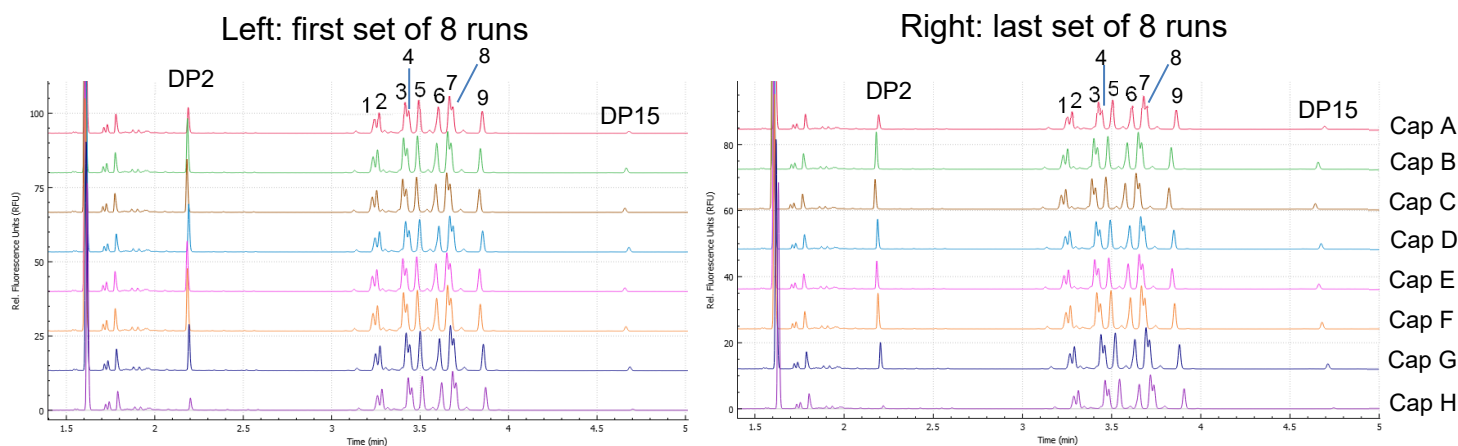 Left: first set of 8 runs
4
8
DP2
1 2 3 5 6 7 9
DP15
100
75
50
25
0
Rel. Fluorescence Units (RFU)
1.5 2 2.5 3 3.5 4 4.5 5
Time (min)
Right: last set of 8 runs
4
8
DP2
1 2 3 5 6 7 9
DP15
80
60
40
20
0
Rel. Fluorescence Units (RFU)
1.5 2 2.5 3 3.5 4 4.5 5
Time (min)
Cap A
Cap B
Cap C
Cap D
Cap E
Cap F
Cap G
Cap H